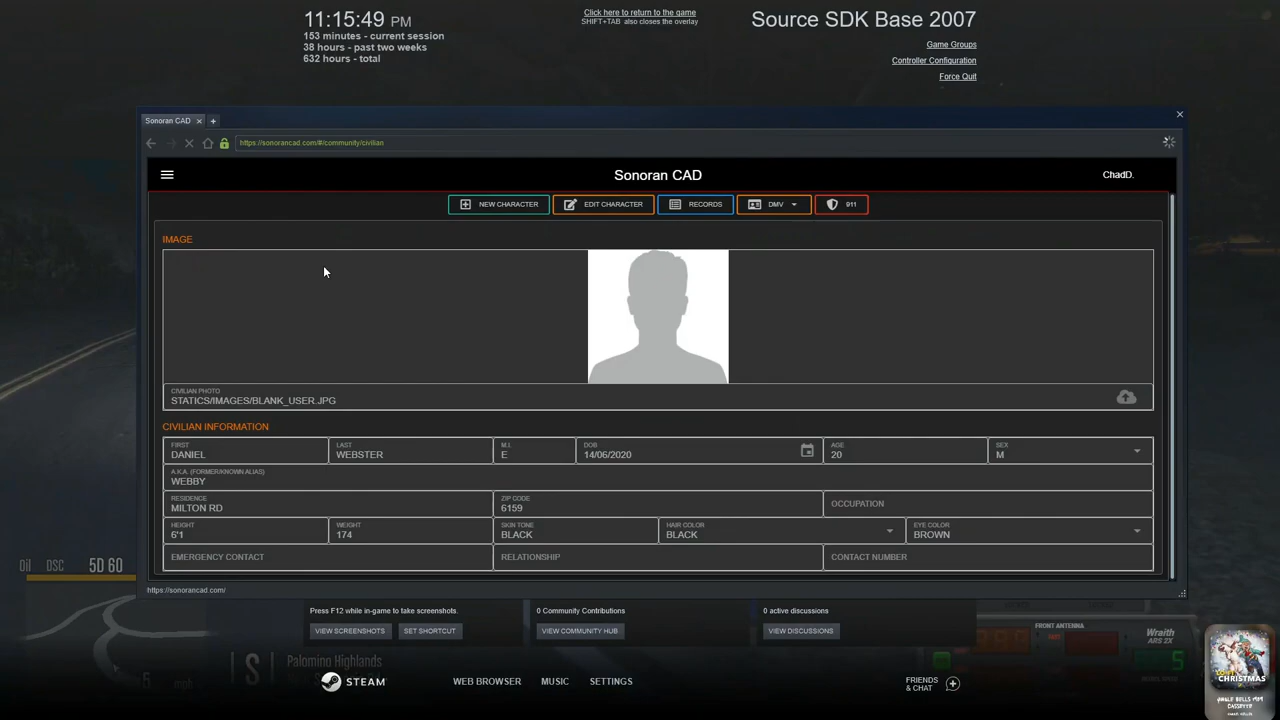 11:15:49 PM
153 minutes - current session
38 hours - past two weeks
632 hours - total
Click here to return to the game
SHIFT+TAB also closes the overlay
Source SDK Base 2007
Game Groups
Controller Configuration
Force Quit
Sonoran CAD
https://sonorancad.com/#/community/civilian
Sonoran CAD
ChadD.
NEW CHARACTER
EDIT CHARACTER
RECORDS
DMV
911
IMAGE
CIVILIAN PHOTO
STATICS/IMAGES/BLANK_USER.JPG
CIVILIAN INFORMATION
FIRST
DANIEL
LAST
WEBSTER
M.I.
E
DOB
14/06/2020
AGE
20
SEX
M
A.K.A. (FORMER/KNOWN ALIAS)
WEBBY
RESIDENCE
MILTON RD
ZIP CODE
6159
OCCUPATION
HEIGHT
6'1
WEIGHT
174
SKIN TONE
BLACK
HAIR COLOR
BLACK
EYE COLOR
BROWN
EMERGENCY CONTACT
RELATIONSHIP
CONTACT NUMBER
Oil DSC 5D 60
https://sonorancad.com/
Press F12 while in-game to take screenshots.
VIEW SCREENSHOTS
SET SHORTCUT
0 Community Contributions
VIEW COMMUNITY HUB
0 active discussions
VIEW DISCUSSIONS
FRONT ANTENNA
Wraith
ARS 2X
S
Palomino Highlands
5 mph
STEAM
WEB BROWSER
MUSIC
SETTINGS
FRIENDS
& CHAT
5
CHRISTMAS
JINGLE BELLS